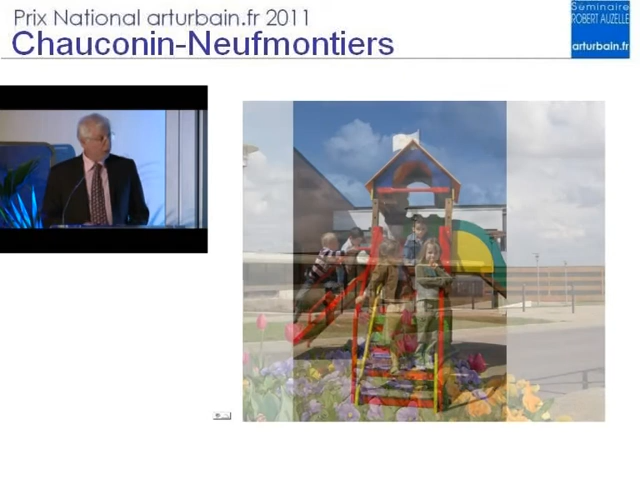 Prix National arturbain.fr 2011
Chauconin-Neufmontiers
Séminaire
ROBERT AUZELLE
arturbain.fr